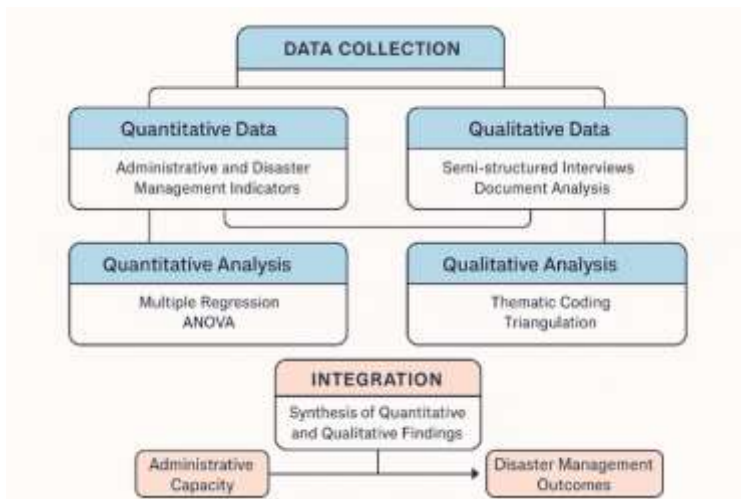 DATA COLLECTION
Quantitative Data
Administrative and Disaster
Management Indicators
Qualitative Data
Semi-structured Interviews
Document Analysis
Quantitative Analysis
Multiple Regression
ANOVA
Qualitative Analysis
Thematic Coding
Triangulation
INTEGRATION
Synthesis of Quantitative
and Qualitative Findings
Administrative
Capacity
Disaster Management
Outcomes